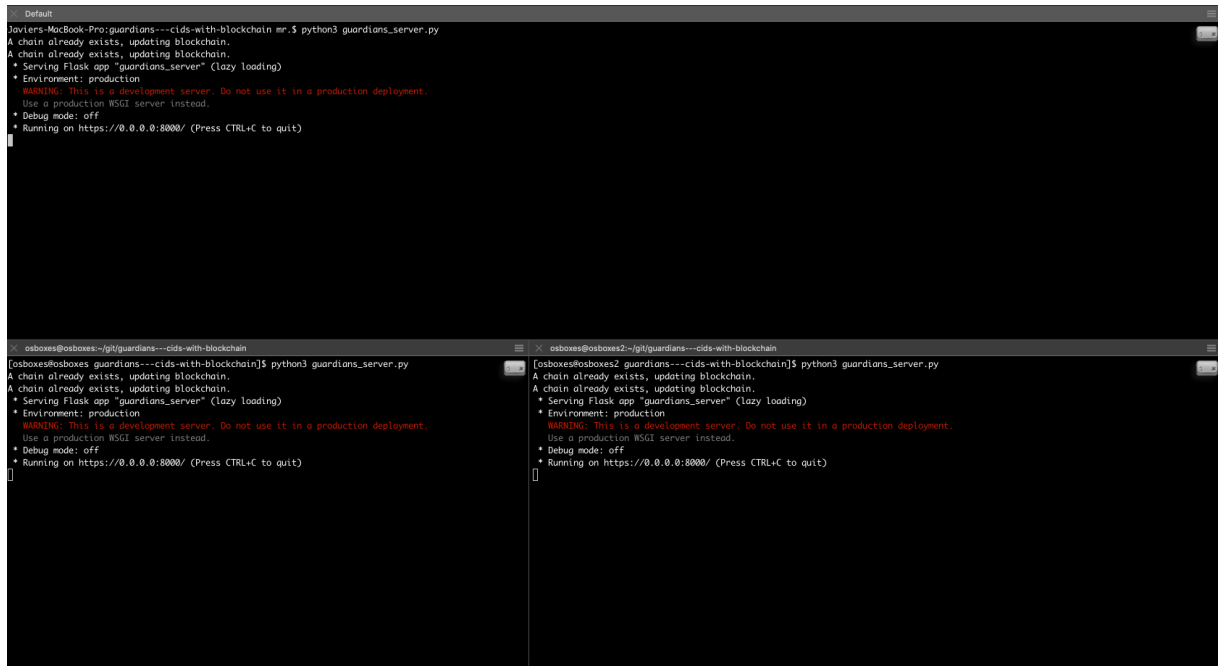 Default
Javiers-MacBook-Pro:guardians---cids-with-blockchain mr.$ python3 guardians_server.py
A chain already exists, updating blockchain.
A chain already exists, updating blockchain.
* Serving Flask app "guardians_server" (lazy loading)
* Environment: production
WARNING: This is a development server. Do not use it in a production deployment.
Use a production WSGI server instead.
* Debug mode: off
* Running on https://0.0.0.0:8000/ (Press CTRL+C to quit)
osboxes@osboxes:~/git/guardians---cids-with-blockchain
[osboxes@osboxes guardians---cids-with-blockchain]$ python3 guardians_server.py
A chain already exists, updating blockchain.
A chain already exists, updating blockchain.
* Serving Flask app "guardians_server" (lazy loading)
* Environment: production
WARNING: This is a development server. Do not use it in a production deployment.
Use a production WSGI server instead.
* Debug mode: off
* Running on https://0.0.0.0:8000/ (Press CTRL+C to quit)
osboxes@osboxes2:~/git/guardians---cids-with-blockchain
[osboxes@osboxes2 guardians---cids-with-blockchain]$ python3 guardians_server.py
A chain already exists, updating blockchain.
A chain already exists, updating blockchain.
* Serving Flask app "guardians_server" (lazy loading)
* Environment: production
WARNING: This is a development server. Do not use it in a production deployment.
Use a production WSGI server instead.
* Debug mode: off
* Running on https://0.0.0.0:8000/ (Press CTRL+C to quit)